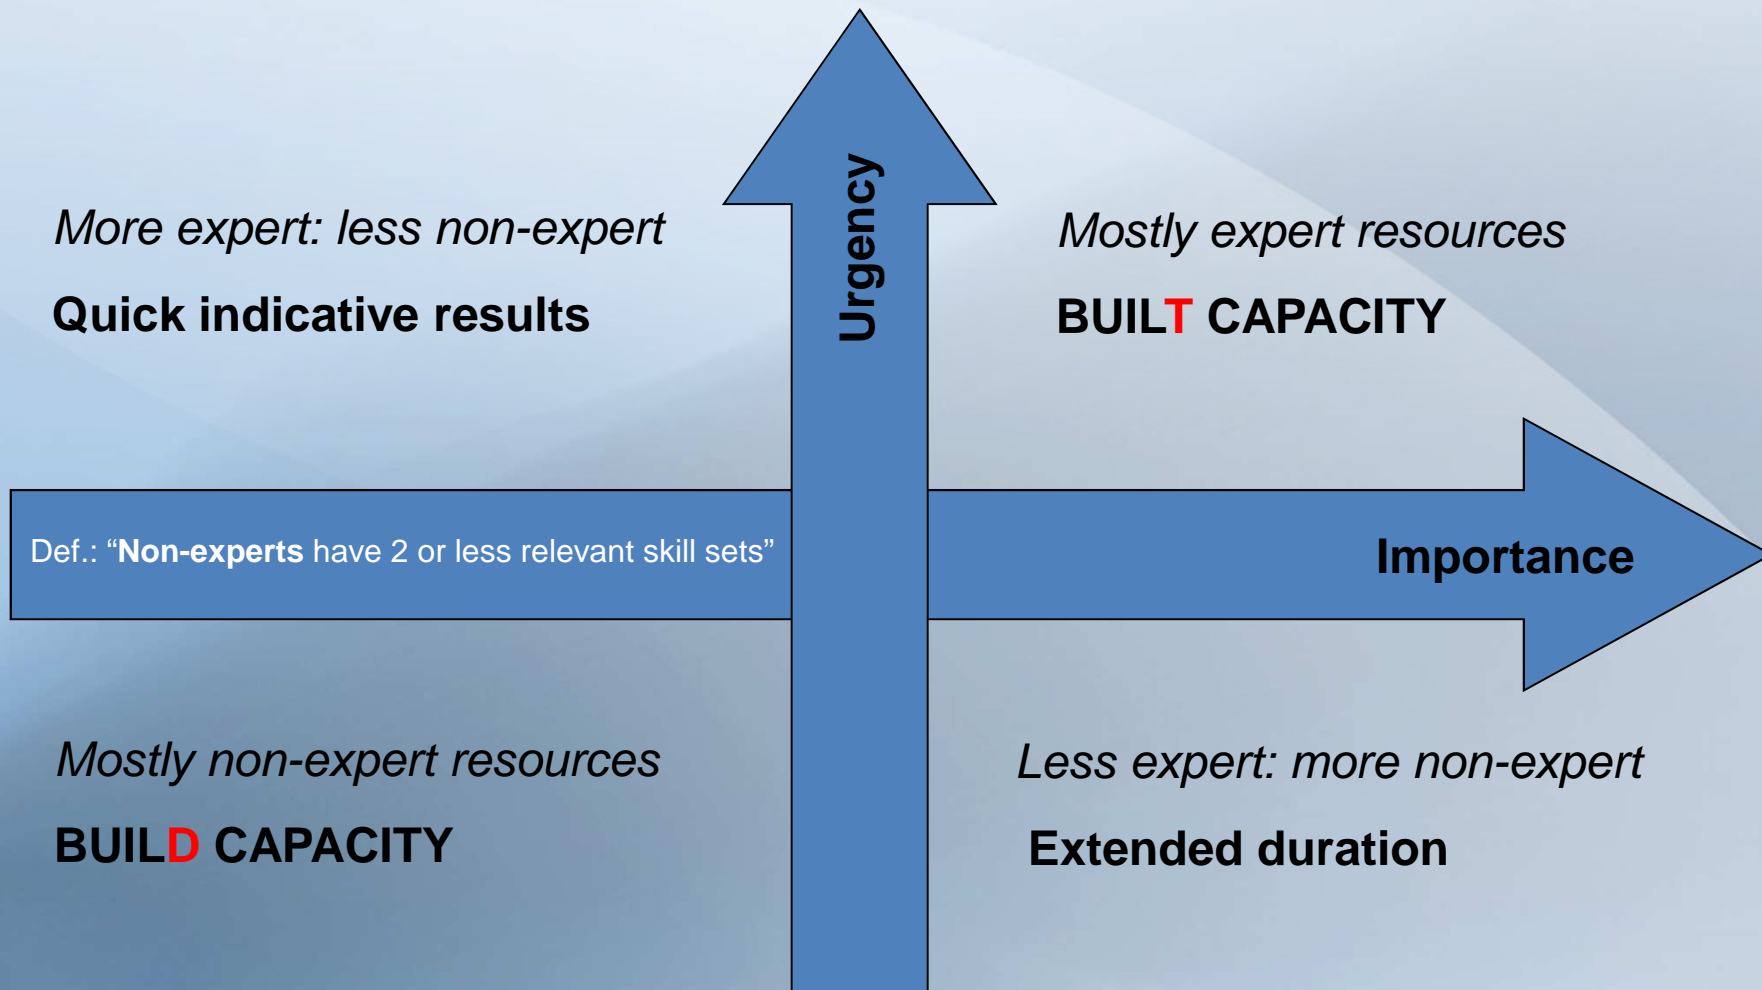 Urgency
More expert: less non-expert
Quick indicative results
Mostly expert resources
BUILT CAPACITY
Def.: “Non-experts have 2 or less relevant skill sets”
Importance
Mostly non-expert resources
BUILD CAPACITY
Less expert: more non-expert
Extended duration